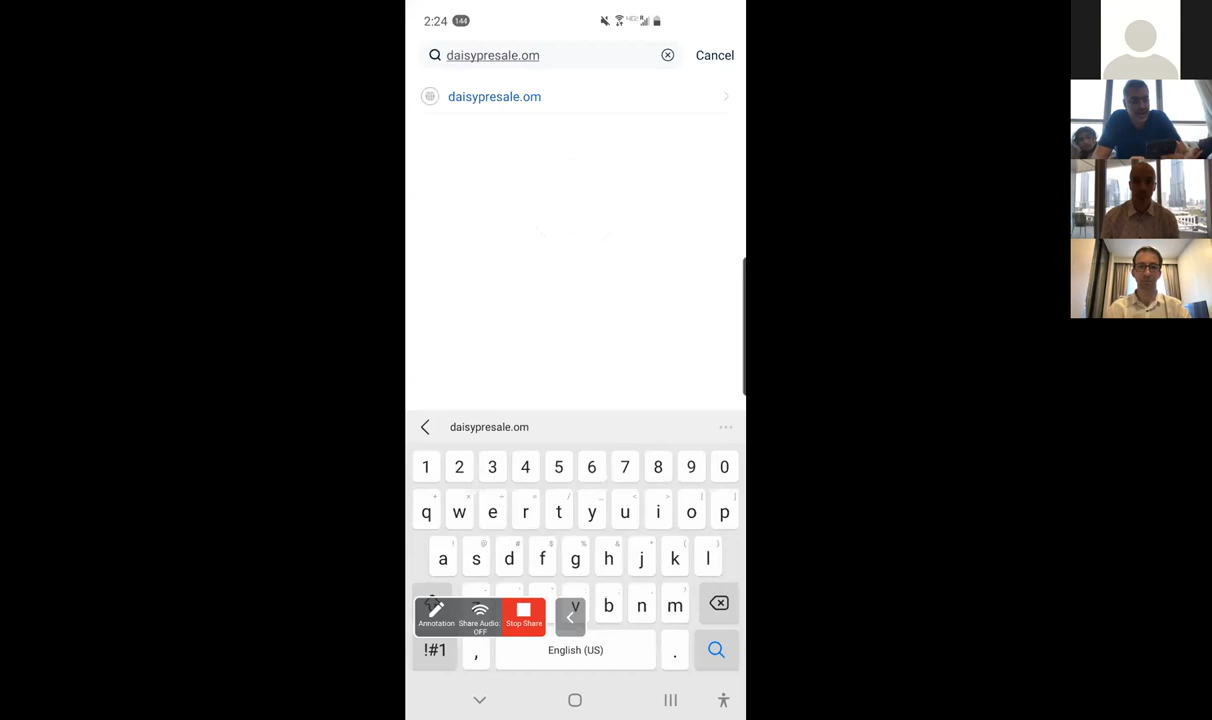 2:24 144
daisypresale.om Cancel
daisypresale.om
daisypresale.om
1 2 3 4 5 6 7 8 9 0
q w e r t y u i o p
a s d f g h j k l
v b n m
Annotation Share Audio: OFF Stop Share
!#1 , English (US) .